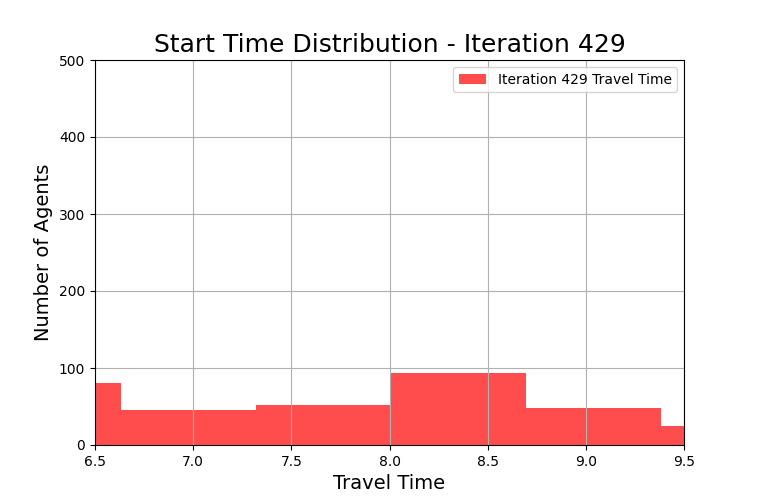 Start Time Distribution - Iteration 429
Iteration 429 Travel Time
500
400
300
200
100
0
Number of Agents
6.5 7.0 7.5 8.0 8.5 9.0 9.5
Travel Time